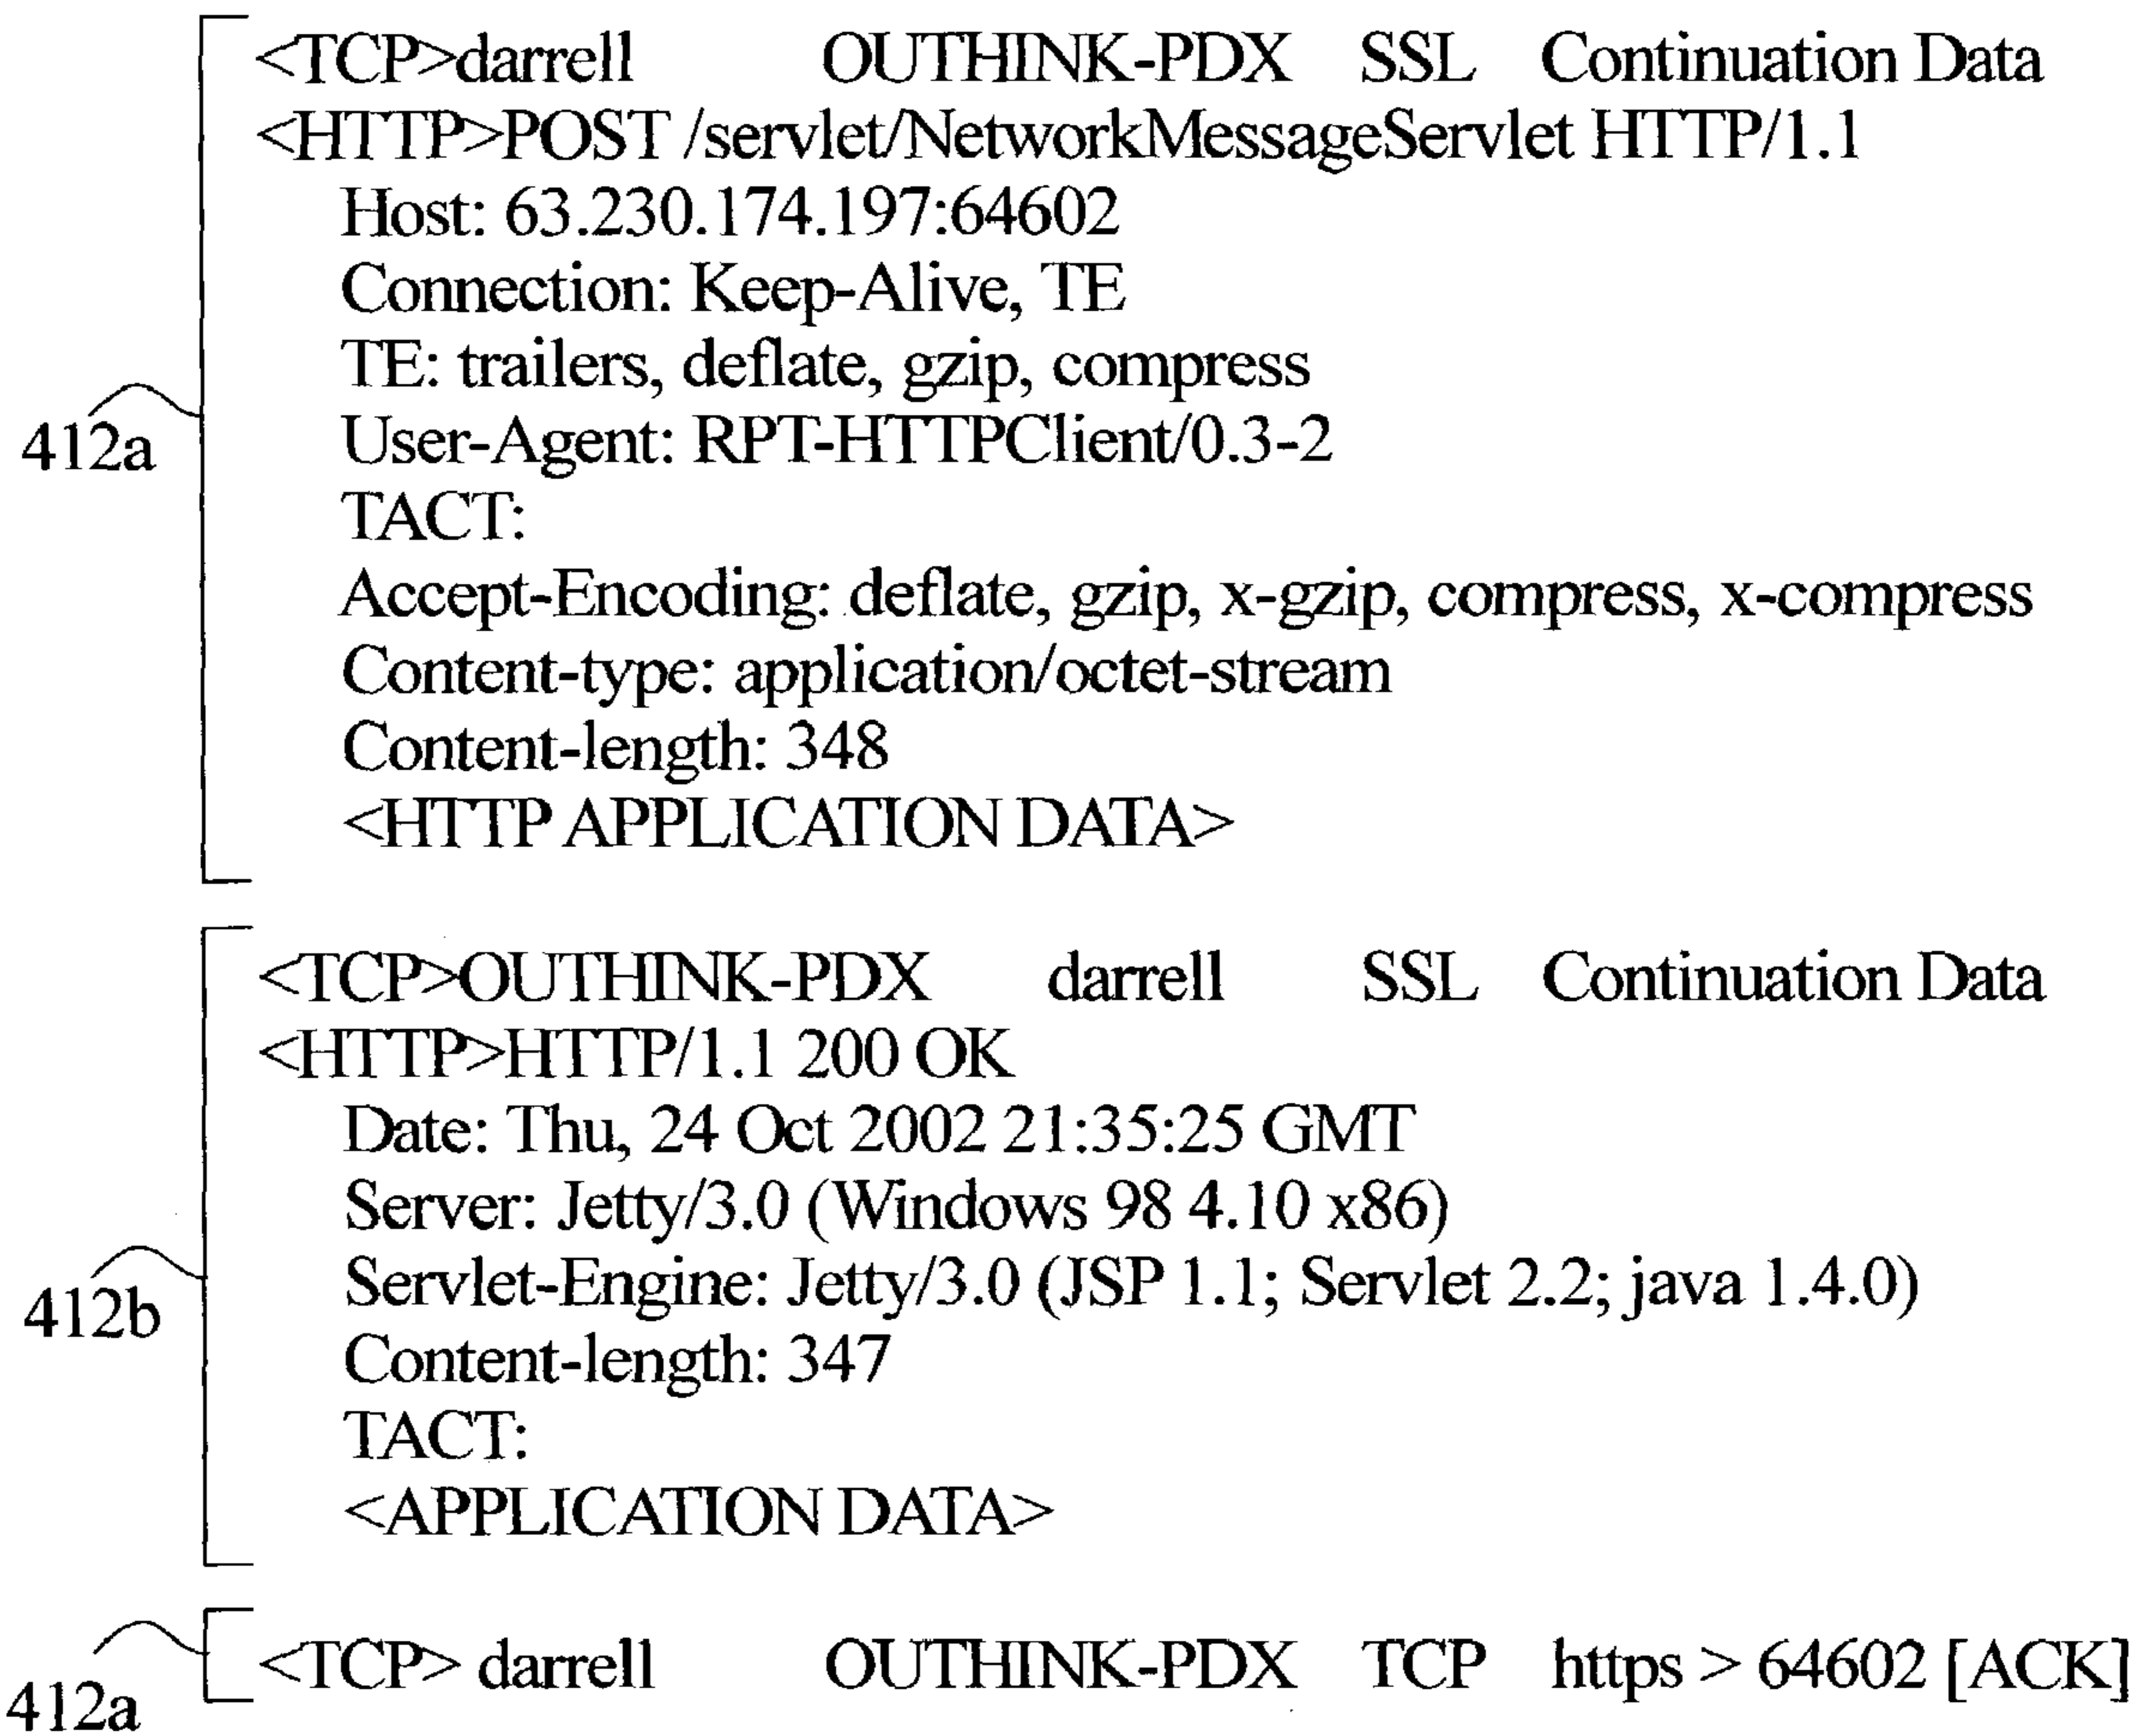 <TCP>darrell OUTHINK-PDX SSL Continuation Data
<HTTP>POST /servlet/NetworkMessageServlet HTTP/1.1
Host: 63.230.174.197:64602
Connection: Keep-Alive, TE
TE: trailers, deflate, gzip, compress
412a
User-Agent: RPT-HTTPClient/0.3-2
TACT:
Accept-Encoding: deflate, gzip, x-gzip, compress, x-compress
Content-type: application/octet-stream
Content-length: 348
<HTTP APPLICATION DATA>
<TCP>OUTHINK-PDX darrell SSL Continuation Data
<HTTP>HTTP/1.1 200 OK
Date: Thu, 24 Oct 2002 21:35:25 GMT
Server: Jetty/3.0 (Windows 98 4.10 x86)
Servlet-Engine: Jetty/3.0 (JSP 1.1; Servlet 2.2; java 1.4.0)
412b
Content-length: 347
TACT:
<APPLICATION DATA>
<TCP> darrell OUTHINK-PDX TCP https > 64602 [ACK]
412a